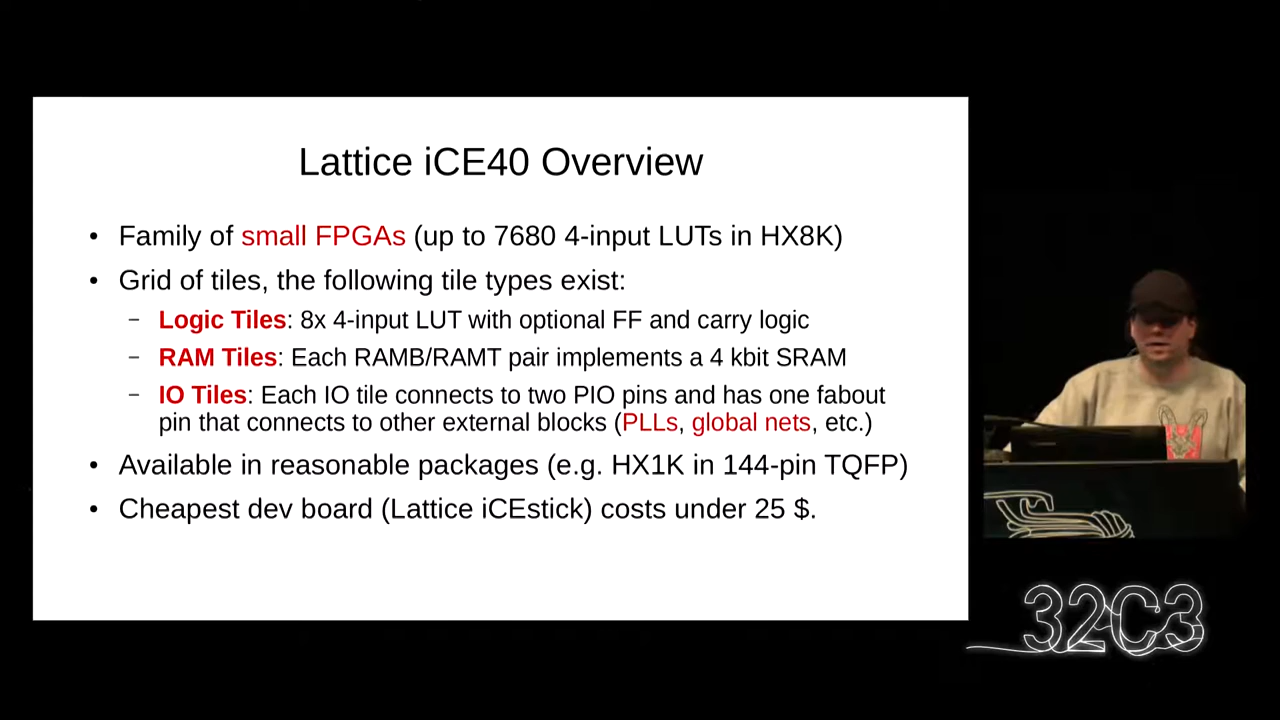 Lattice iCE40 Overview
• Family of small FPGAs (up to 7680 4-input LUTs in HX8K)
• Grid of tiles, the following tile types exist:
– Logic Tiles: 8x 4-input LUT with optional FF and carry logic
– RAM Tiles: Each RAMB/RAMT pair implements a 4 kbit SRAM
– IO Tiles: Each IO tile connects to two PIO pins and has one fabout
pin that connects to other external blocks (PLLs, global nets, etc.)
• Available in reasonable packages (e.g. HX1K in 144-pin TQFP)
• Cheapest dev board (Lattice iCEstick) costs under 25 $.
32C3